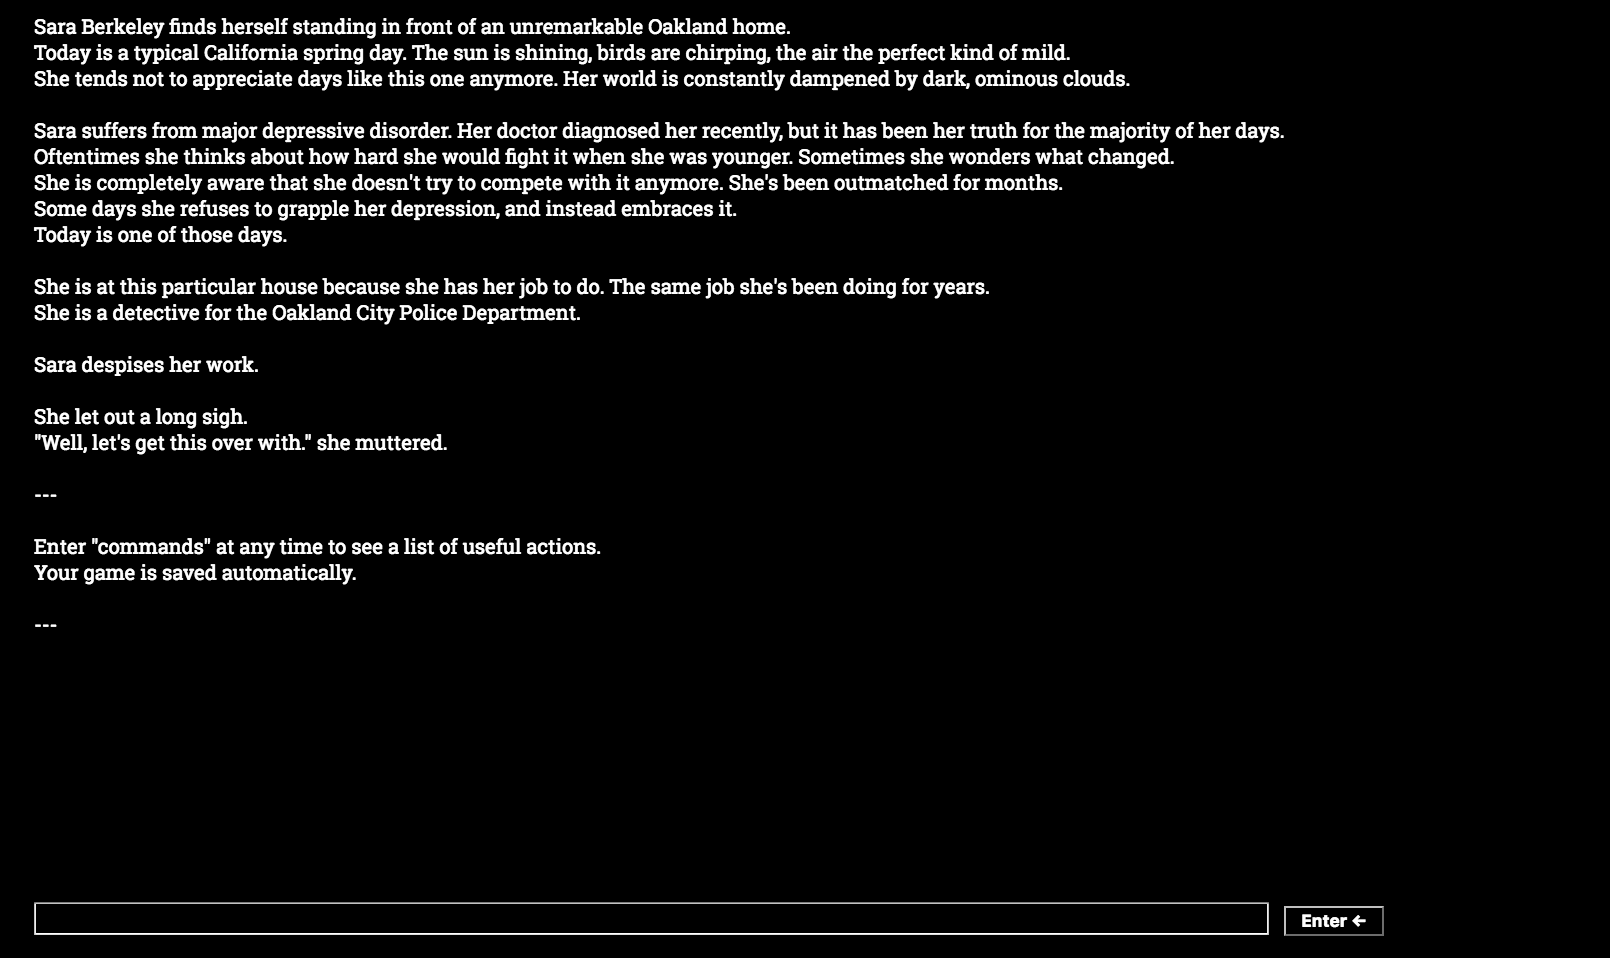 Sara Berkeley finds herself standing in front of an unremarkable Oakland home.
Today is a typical California spring day. The sun is shining, birds are chirping, the air the perfect kind of mild.
She tends not to appreciate days like this one anymore. Her world is constantly dampened by dark, ominous clouds.
Sara suffers from major depressive disorder. Her doctor diagnosed her recently, but it has been her truth for the majority of her days.
Oftentimes she thinks about how hard she would fight it when she was younger. Sometimes she wonders what changed.
She is completely aware that she doesn't try to compete with it anymore. She's been outmatched for months.
Some days she refuses to grapple her depression, and instead embraces it.
Today is one of those days.
She is at this particular house because she has her job to do. The same job she's been doing for years.
She is a detective for the Oakland City Police Department.
Sara despises her work.
She let out a long sigh.
"Well, let's get this over with." she muttered.
---
Enter "commands" at any time to see a list of useful actions.
Your game is saved automatically.
---
Enter ←